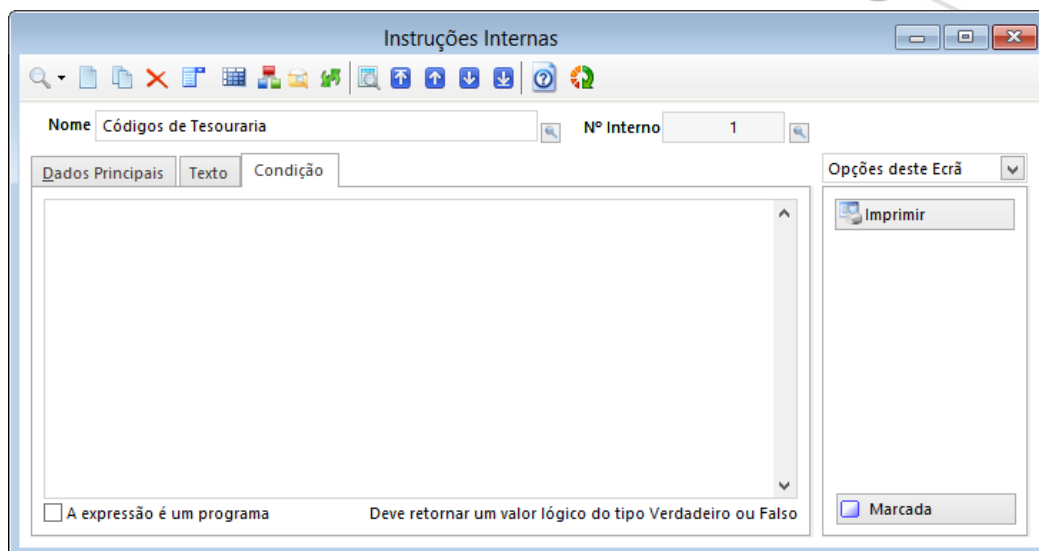 Instruções Internas
Nome Códigos de Tesouraria Nº Interno 1
Dados Principais Texto Condição Opções deste Ecrã
Imprimir
A expressão é um programa Deve retornar um valor lógico do tipo Verdadeiro ou Falso Marcada